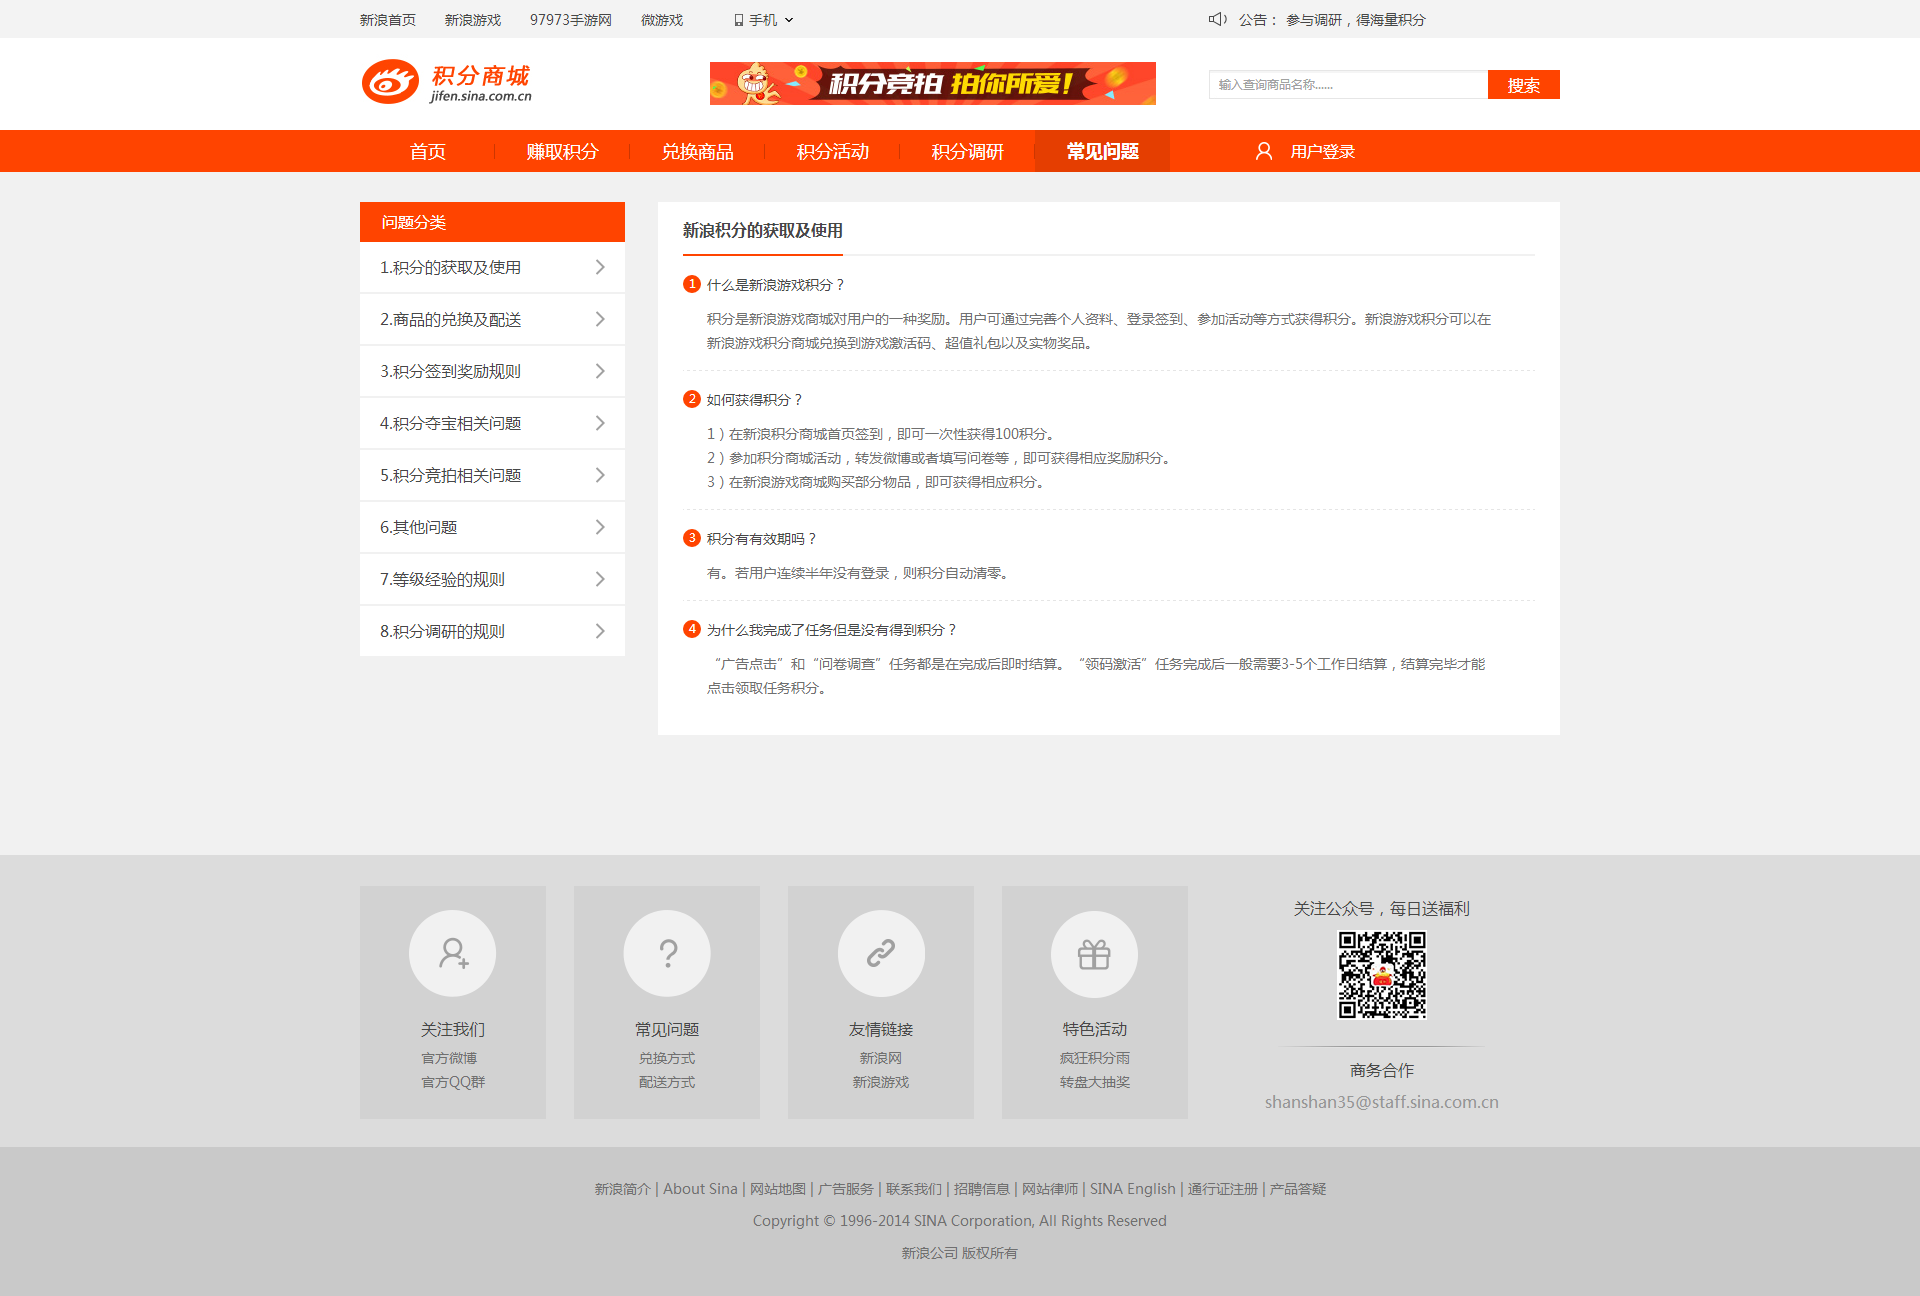 新浪首页 新浪游戏 97973手游网 微游戏 手机 公告： 参与调研，得海量积分
积分商城
jifen.sina.com.cn
积分竞拍 拍你所爱！
输入查询商品名称...... 搜索
首页 赚取积分 兑换商品 积分活动 积分调研 常见问题 用户登录
问题分类
1.积分的获取及使用
2.商品的兑换及配送
3.积分签到奖励规则
4.积分夺宝相关问题
5.积分竞拍相关问题
6.其他问题
7.等级经验的规则
8.积分调研的规则
新浪积分的获取及使用
1 什么是新浪游戏积分？
积分是新浪游戏商城对用户的一种奖励。用户可通过完善个人资料、登录签到、参加活动等方式获得积分。新浪游戏积分可以在
新浪游戏积分商城兑换到游戏激活码、超值礼包以及实物奖品。
2 如何获得积分？
1）在新浪积分商城首页签到，即可一次性获得100积分。
2）参加积分商城活动，转发微博或者填写问卷等，即可获得相应奖励积分。
3）在新浪游戏商城购买部分物品，即可获得相应积分。
3 积分有有效期吗？
有。若用户连续半年没有登录，则积分自动清零。
4 为什么我完成了任务但是没有得到积分？
“广告点击”和“问卷调查”任务都是在完成后即时结算。“领码激活”任务完成后一般需要3-5个工作日结算，结算完毕才能
点击领取任务积分。
关注我们
官方微博
官方QQ群
常见问题
兑换方式
配送方式
友情链接
新浪网
新浪游戏
特色活动
疯狂积分雨
转盘大抽奖
关注公众号，每日送福利
商务合作
shanshan35@staff.sina.com.cn
新浪简介 | About Sina | 网站地图 | 广告服务 | 联系我们 | 招聘信息 | 网站律师 | SINA English | 通行证注册 | 产品答疑
Copyright © 1996-2014 SINA Corporation, All Rights Reserved
新浪公司 版权所有